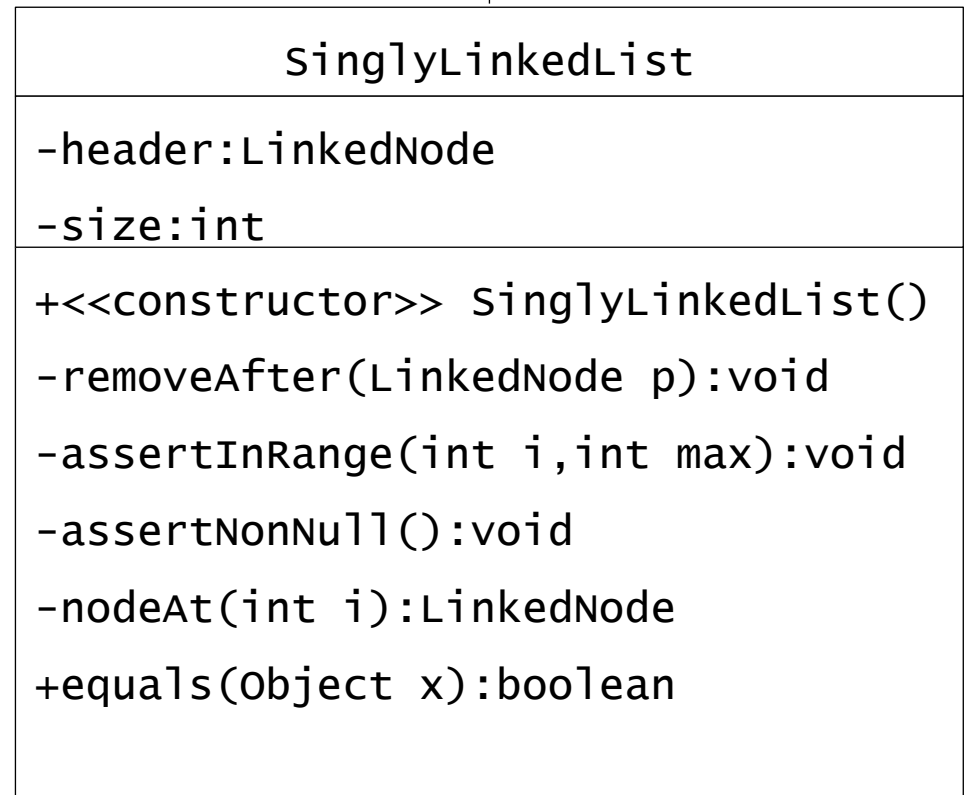 SinglyLinkedList
-header:LinkedNode
-size:int
+<<constructor>> SinglyLinkedList()
-removeAfter(LinkedNode p):void
-assertInRange(int i,int max):void
-assertNonNull():void
-nodeAt(int i):LinkedNode
+equals(Object x):boolean